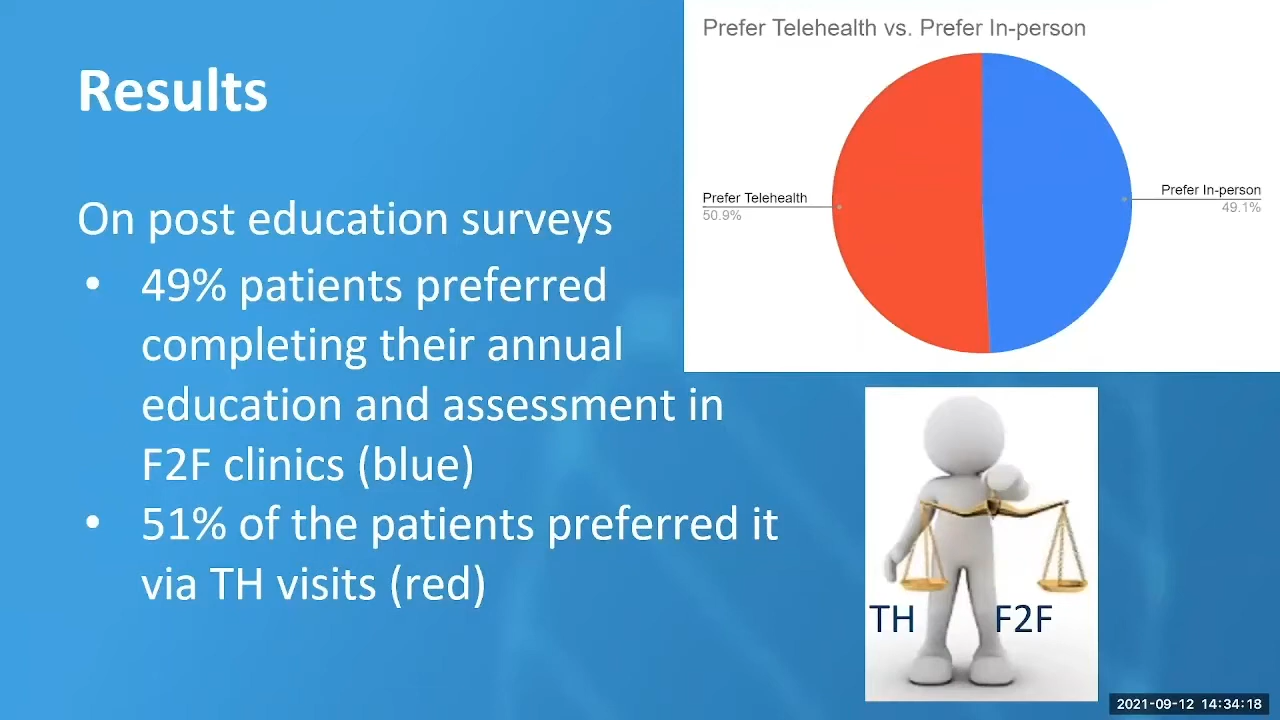 Results
On post education surveys
• 49% patients preferred
completing their annual
education and assessment in
F2F clinics (blue)
• 51% of the patients preferred it
via TH visits (red)
Prefer Telehealth vs. Prefer In-person
Prefer Telehealth
50.9%
Prefer In-person
49.1%
TH F2F
2021-09-12 14:34:18